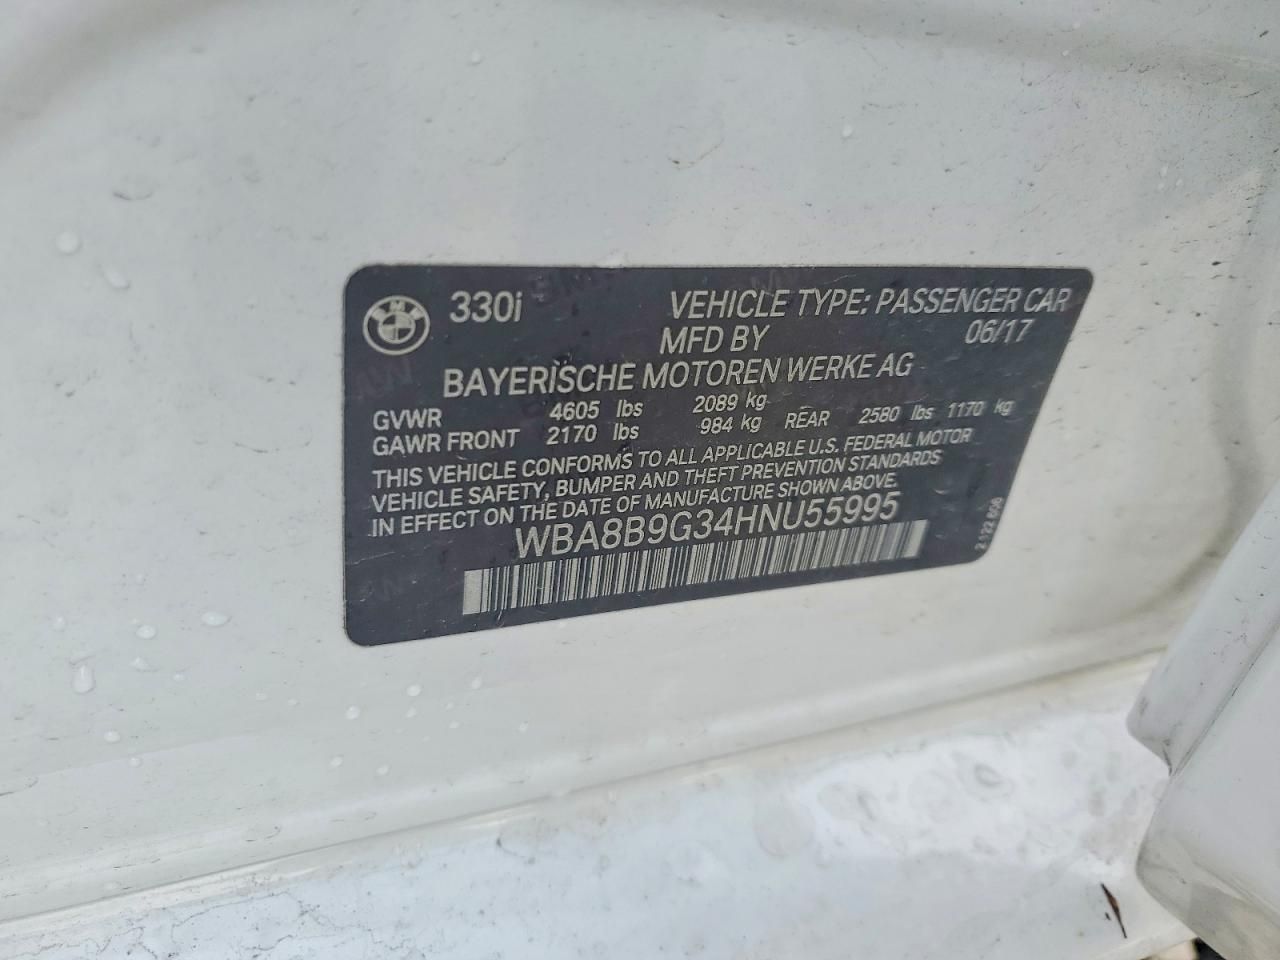 330i VEHICLE TYPE: PASSENGER CAR
MFD BY 06/17
BAYERISCHE MOTOREN WERKE AG
GVWR 4605 lbs 2089 kg
GAWR FRONT 2170 lbs 984 kg REAR 2580 lbs 1170 kg
THIS VEHICLE CONFORMS TO ALL APPLICABLE U.S. FEDERAL MOTOR
VEHICLE SAFETY, BUMPER AND THEFT PREVENTION STANDARDS
IN EFFECT ON THE DATE OF MANUFACTURE SHOWN ABOVE.
WBA8B9G34HNU55995